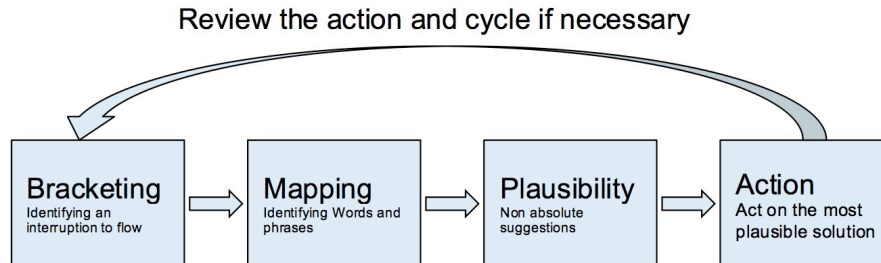 Review the action and cycle if necessary
Bracketing
Identifying an
interruption to flow
Mapping
Identifying Words and
phrases
Plausibility
Non absolute
suggestions
Action
Act on the most
plausible solution